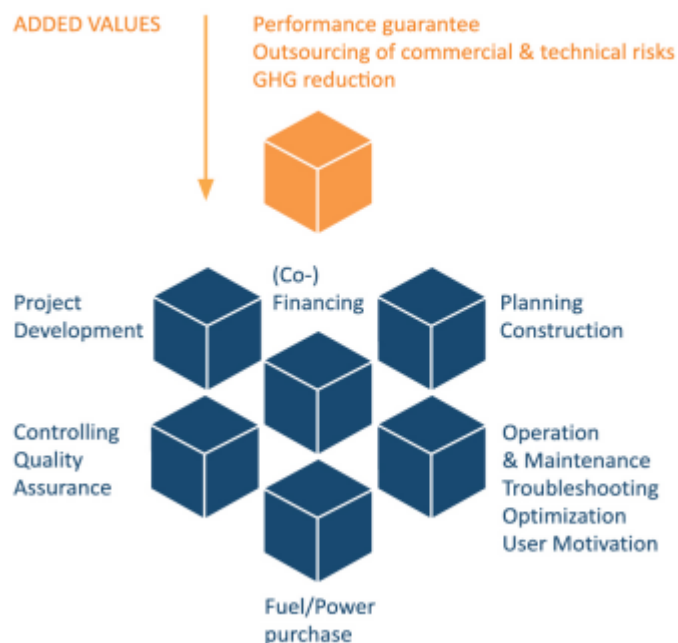 ADDED VALUES
Performance guarantee
Outsourcing of commercial & technical risks
GHG reduction
Project
Development
(Co-)
Financing
Planning
Construction
Controlling
Quality
Assurance
Operation
& Maintenance
Troubleshooting
Optimization
User Motivation
Fuel/Power
purchase